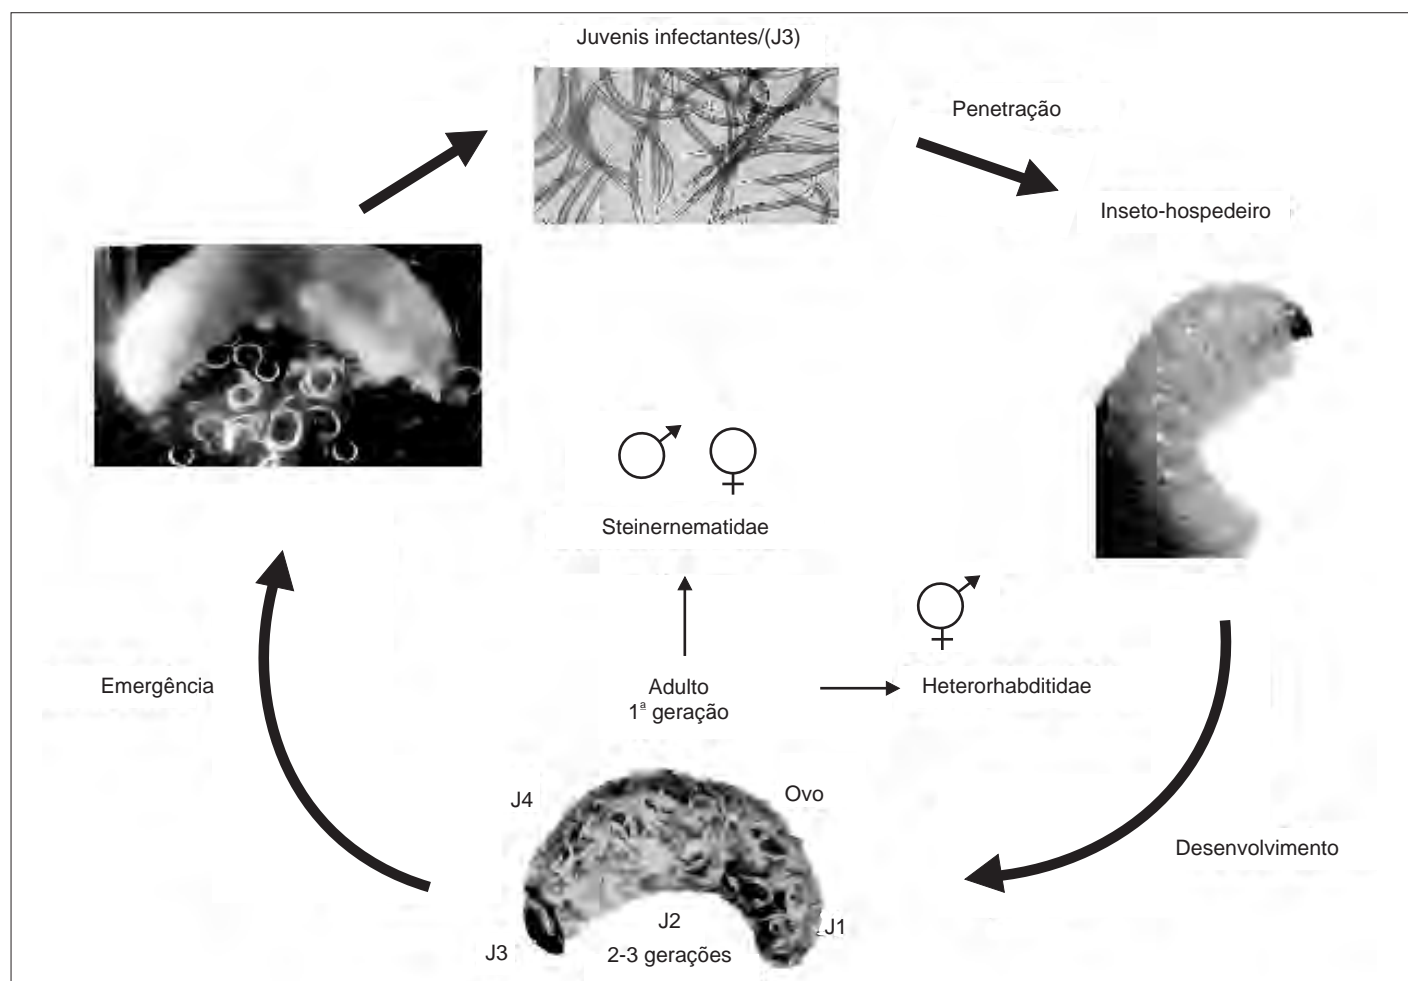 Juvenis infectantes/(J3)
Penetração
Inseto-hospedeiro
Steinernematidae
Emergência
Adulto
1ª geração
Heterorhabditidae
J4
Ovo
Desenvolvimento
J2
J1
J3
2-3 gerações